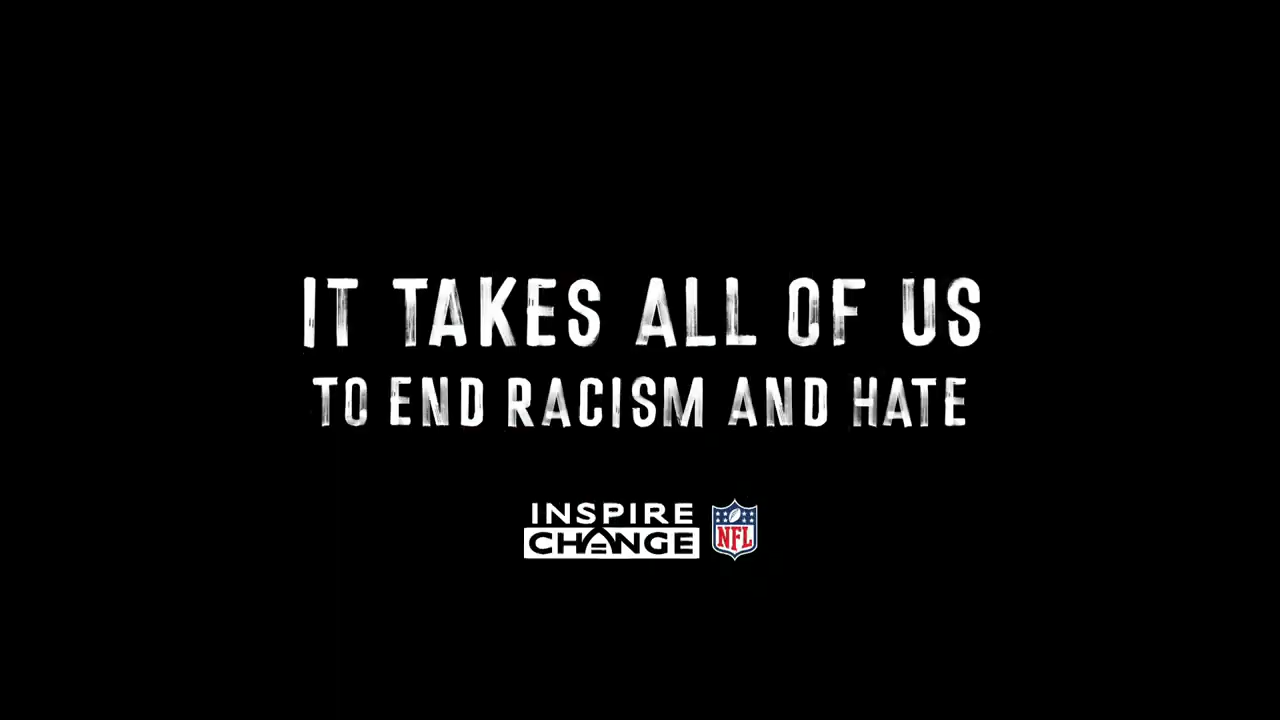 IT TAKES ALL OF US
TO END RACISM AND HATE
INSPIRE
CHANGE
NFL